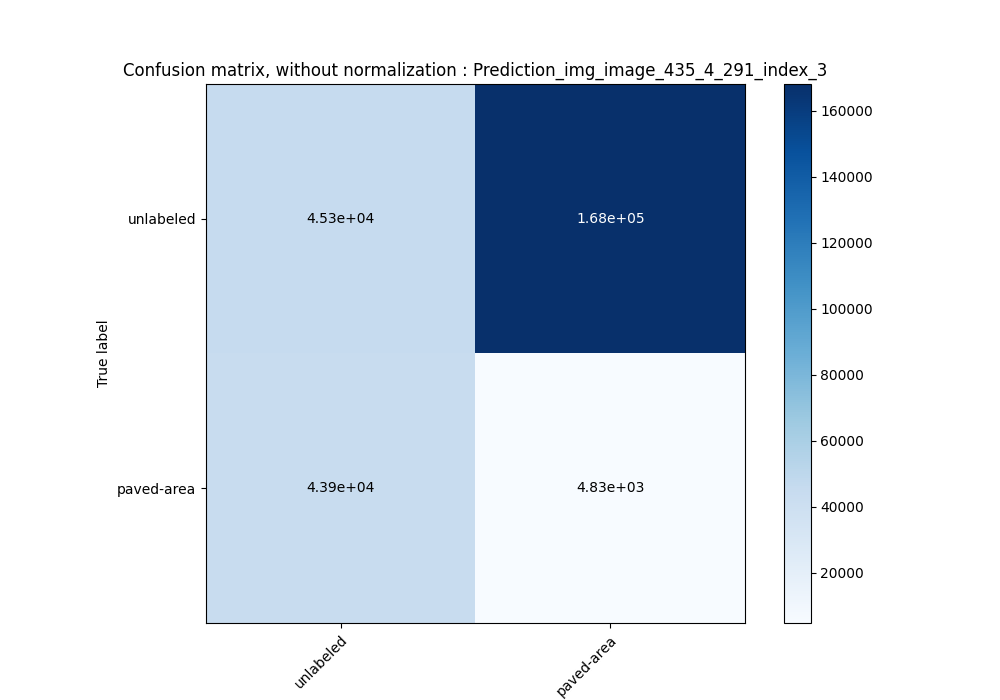 Confusion matrix, without normalization : Prediction_img_image_435_4_291_index_3
unlabeled
4.53e+04
1.68e+05
paved-area
4.39e+04
4.83e+03
True label
unlabeled
paved-area
160000
140000
120000
100000
80000
60000
40000
20000